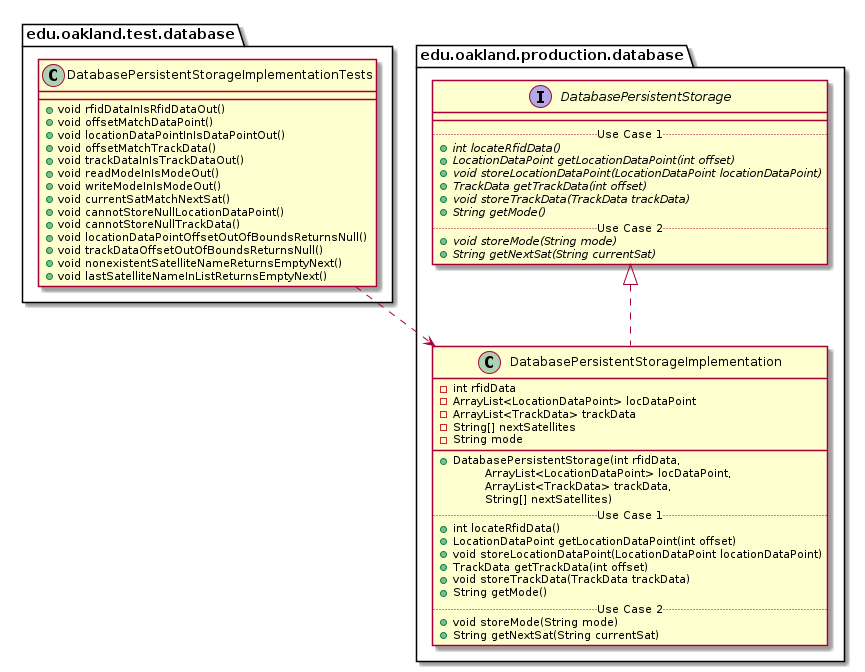 edu.oakland.test.database
C DatabasePersistentStorageImplementationTests
void rfidDataInIsRfidDataOut()
void offsetMatchDataPoint()
void locationDataPointInIsDataPointOut()
void offsetMatchTrackData()
void trackDataInIsTrackDataOut()
void readModeInIsModeOut()
void writeModeInIsModeOut()
void currentSatMatchNextSat()
void cannotStoreNullLocationDataPoint()
void cannotStoreNullTrackData()
void locationDataPointOffsetOutOfBoundsReturnsNull()
void trackDataOffsetOutOfBoundsReturnsNull()
void nonexistentSatelliteNameReturnsEmptyNext()
void lastSatelliteNameInListReturnsEmptyNext()
edu.oakland.production.database
I DatabasePersistentStorage
Use Case 1
int locateRfidData()
LocationDataPoint getLocationDataPoint(int offset)
void storeLocationDataPoint(LocationDataPoint locationDataPoint)
TrackData getTrackData(int offset)
void storeTrackData(TrackData trackData)
String getMode()
Use Case 2
void storeMode(String mode)
String getNextSat(String currentSat)
C DatabasePersistentStorageImplementation
int rfidData
ArrayList<LocationDataPoint> locDataPoint
ArrayList<TrackData> trackData
String[] nextSatellites
String mode
DatabasePersistentStorage(int rfidData,
ArrayList<LocationDataPoint> locDataPoint,
ArrayList<TrackData> trackData,
String[] nextSatellites)
Use Case 1
int locateRfidData()
LocationDataPoint getLocationDataPoint(int offset)
void storeLocationDataPoint(LocationDataPoint locationDataPoint)
TrackData getTrackData(int offset)
void storeTrackData(TrackData trackData)
String getMode()
Use Case 2
void storeMode(String mode)
String getNextSat(String currentSat)